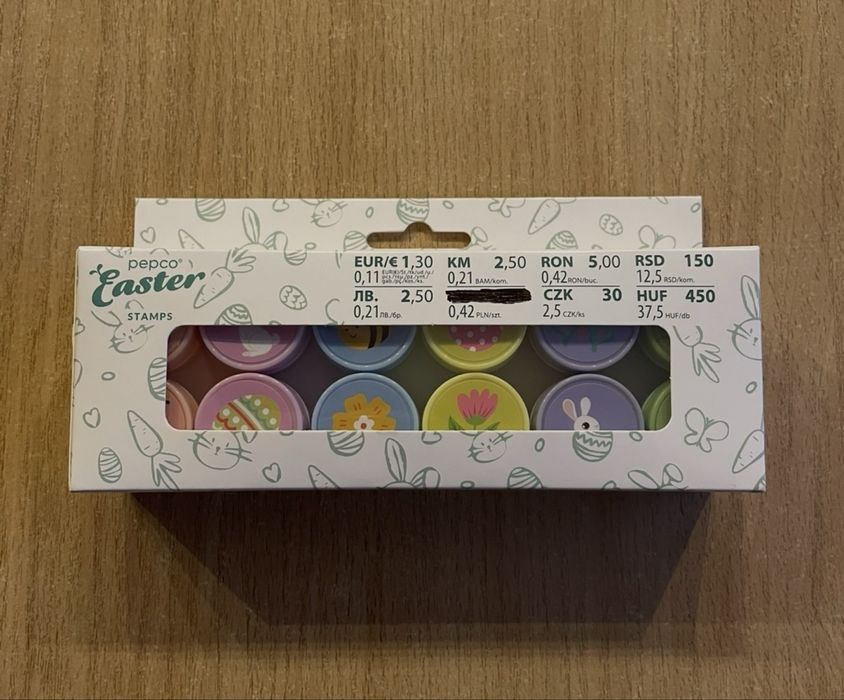 pepco®
Easter
STAMPS
EUR/€ 1,30
0,11
KM 2,50
0,21 BAM/kom.
RON 5,00
0,42 RON/buc.
RSD 150
12,5 RSD/kom.
ЛВ. 2,50
0,21 ЛВ./бр.
0,42 PLN/szt.
CZK 30
2,5 CZK/ks
HUF 450
37,5 HUF/db